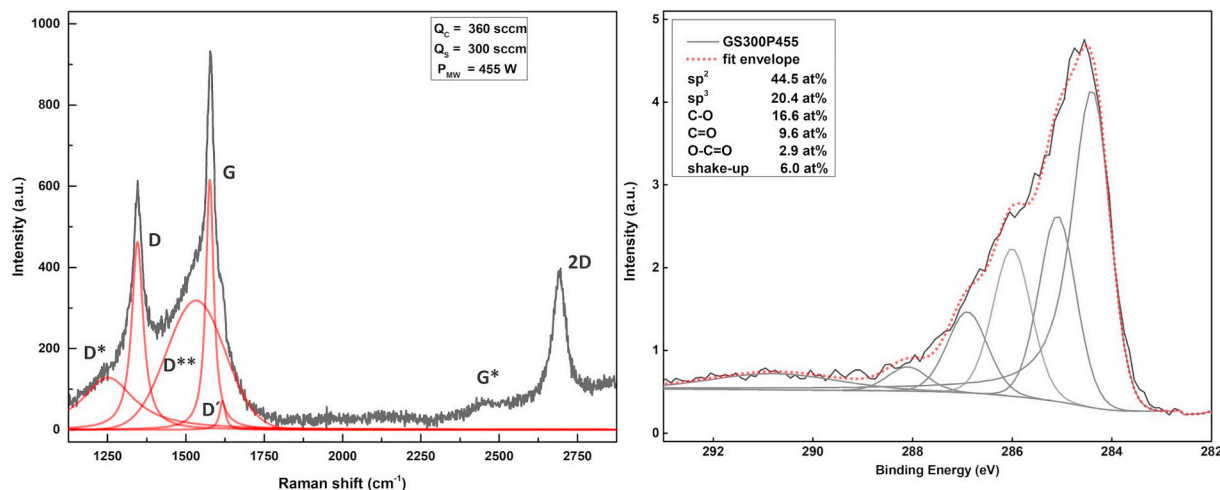 1000
800
600
400
200
0
Intensity (a.u.)
Q_C = 360 sccm
Q_S = 300 sccm
P_MW = 455 W
D*
D
D**
D´
G
G*
2D
1250 1500 1750 2000 2250 2500 2750
Raman shift (cm⁻¹)
5
4
3
2
1
0
Intensity (a.u.)
GS300P455
fit envelope
sp² 44.5 at%
sp³ 20.4 at%
C-O 16.6 at%
C=O 9.6 at%
O-C=O 2.9 at%
shake-up 6.0 at%
292 290 288 286 284 282
Binding Energy (eV)